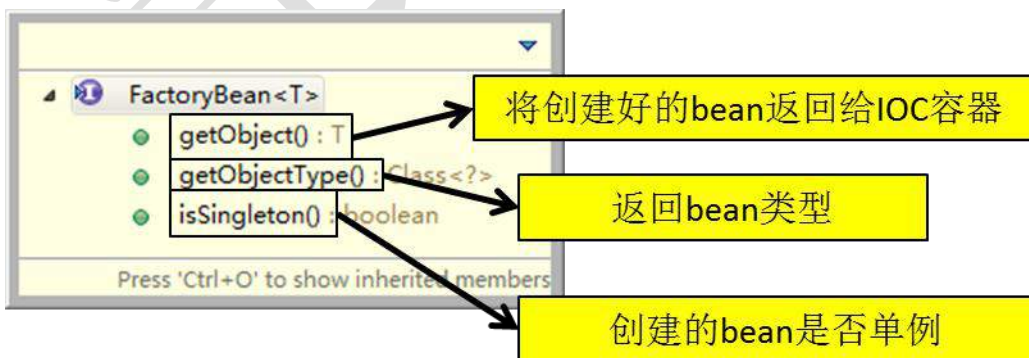 FactoryBean<T>
getObject() : T
将创建好的bean返回给IOC容器
getObjectType() : Class<?>
返回bean类型
isSingleton() : boolean
Press 'Ctrl+O' to show inherited members
创建的bean是否单例